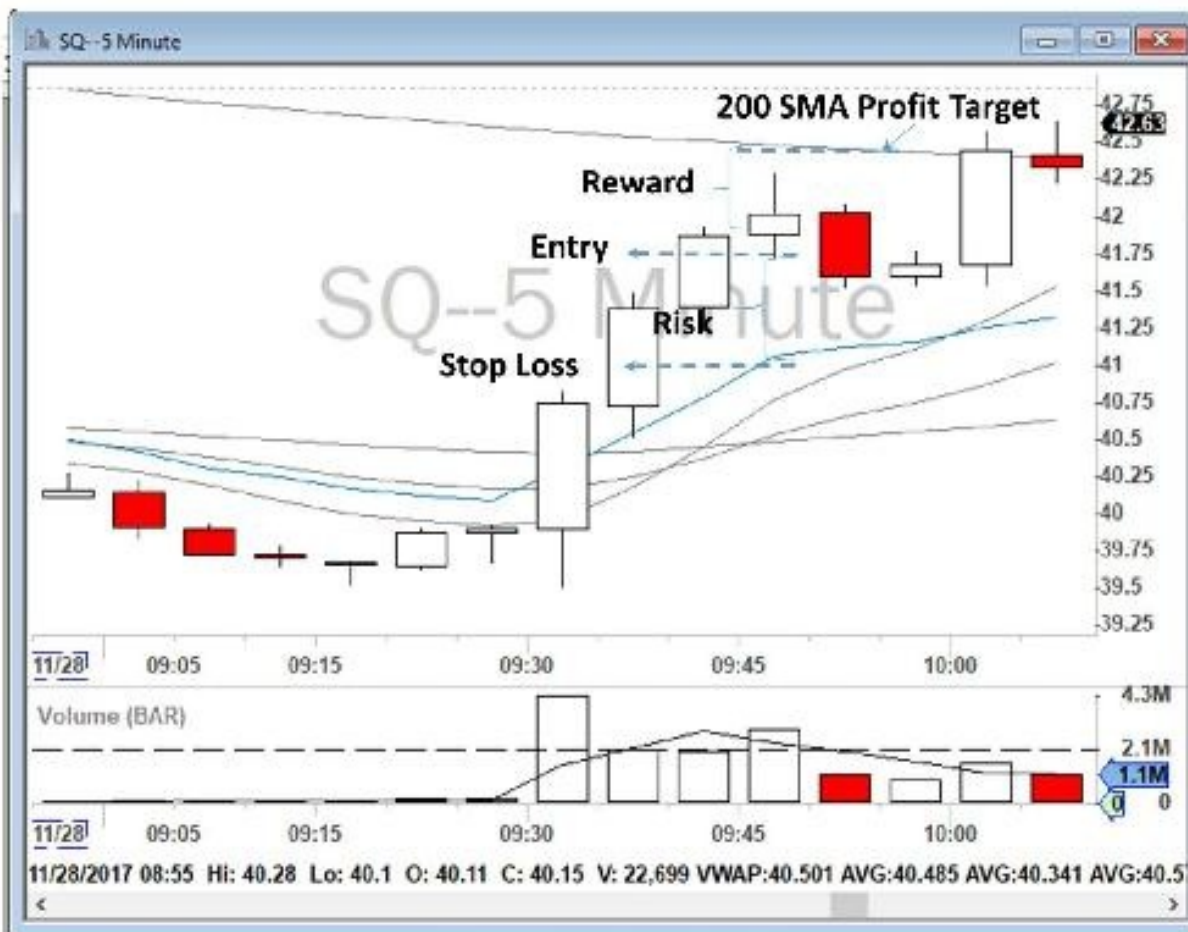 SQ--5 Minute
200 SMA Profit Target
Reward
Entry
SQ--5 Minute
Risk
Stop Loss
42.75
42.63
42.5
42.25
42
41.75
41.5
41.25
41
40.75
40.5
40.25
40
39.75
39.5
39.25
11/28 09:05 09:15 09:30 09:45 10:00
Volume (BAR)
4.3M
2.1M
1.1M
0 0
11/28 09:05 09:15 09:30 09:45 10:00
11/28/2017 08:55 Hi: 40.28 Lo: 40.1 O: 40.11 C: 40.15 V: 22,699 VWAP:40.501 AVG:40.485 AVG:40.341 AVG:40.5